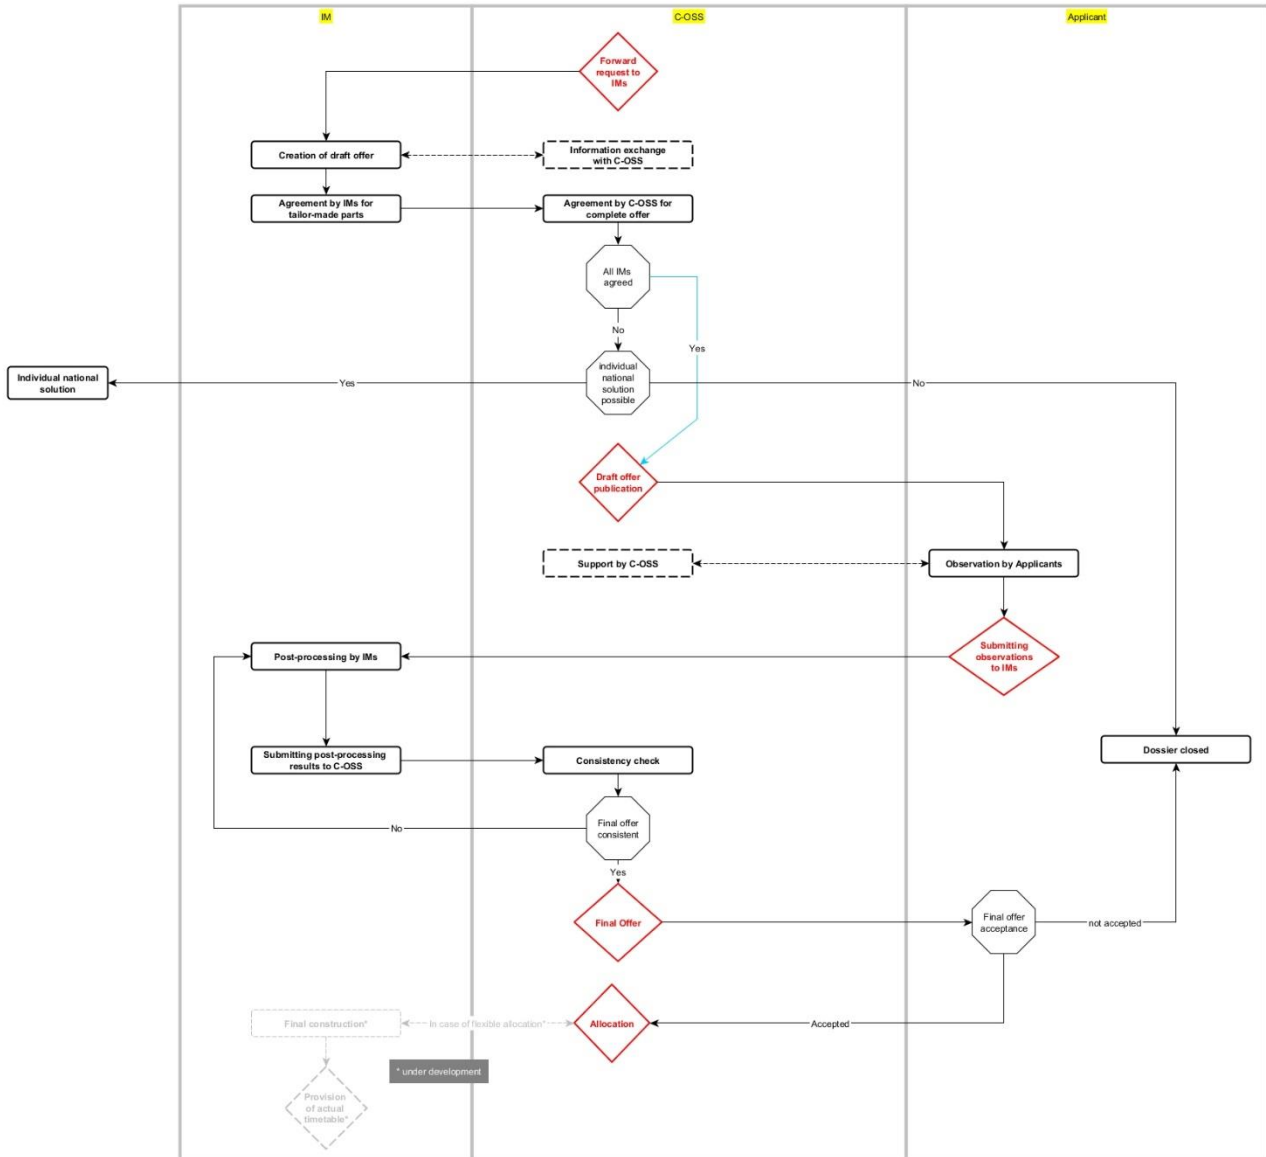 IM
C-OSS
Applicant
Forward
request to
IMs
Creation of draft offer
Information exchange
with C-OSS
Agreement by IMs for
tailor-made parts
Agreement by C-OSS for
complete offer
All IMs
agreed
No
Yes
Individual national
solution
Yes
individual
national
solution
possible
No
Draft offer
publication
Support by C-OSS
Observation by Applicants
Post-processing by IMs
Submitting
observations
to IMs
Submitting post-processing
results to C-OSS
Consistency check
Dossier closed
No
Final offer
consistent
Yes
Final Offer
Final offer
acceptance
not accepted
Final construction*
In case of flexible allocation*
Allocation
Accepted
* under development
Provision
of actual
timetable*